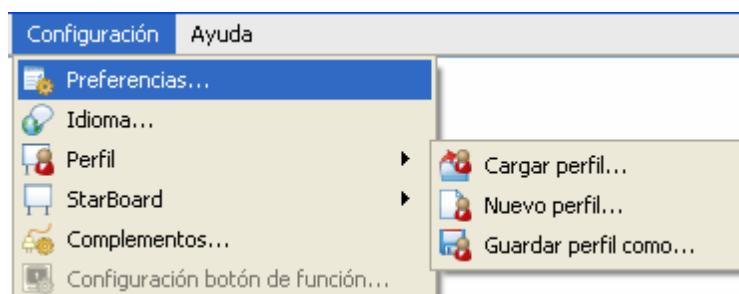 Configuración Ayuda
Preferencias...
Idioma...
Perfil
StarBoard
Complementos...
Configuración botón de función...
Cargar perfil...
Nuevo perfil...
Guardar perfil como...